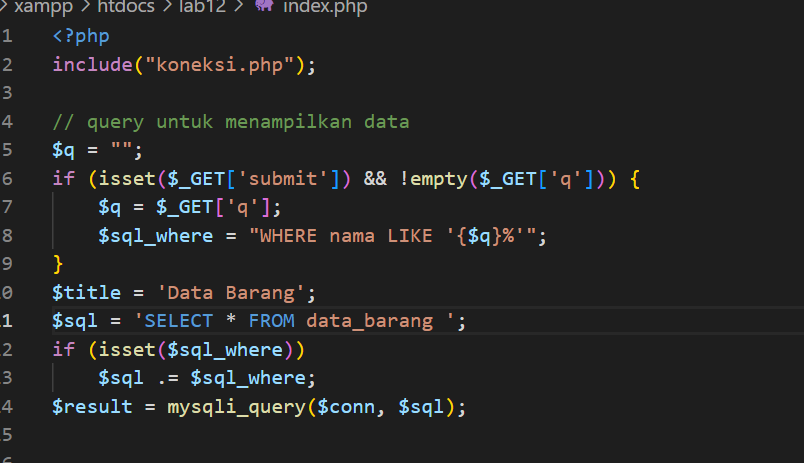 > xampp > htdocs > lab12 > index.php
1 <?php
2 include("koneksi.php");
3
4 // query untuk menampilkan data
5 $q = "";
6 if (isset($_GET['submit']) && !empty($_GET['q'])) {
7 $q = $_GET['q'];
8 $sql_where = "WHERE nama LIKE '{$q}%'";
9 }
0 $title = 'Data Barang';
1 $sql = 'SELECT * FROM data_barang ';
2 if (isset($sql_where))
3 $sql .= $sql_where;
4 $result = mysqli_query($conn, $sql);
5